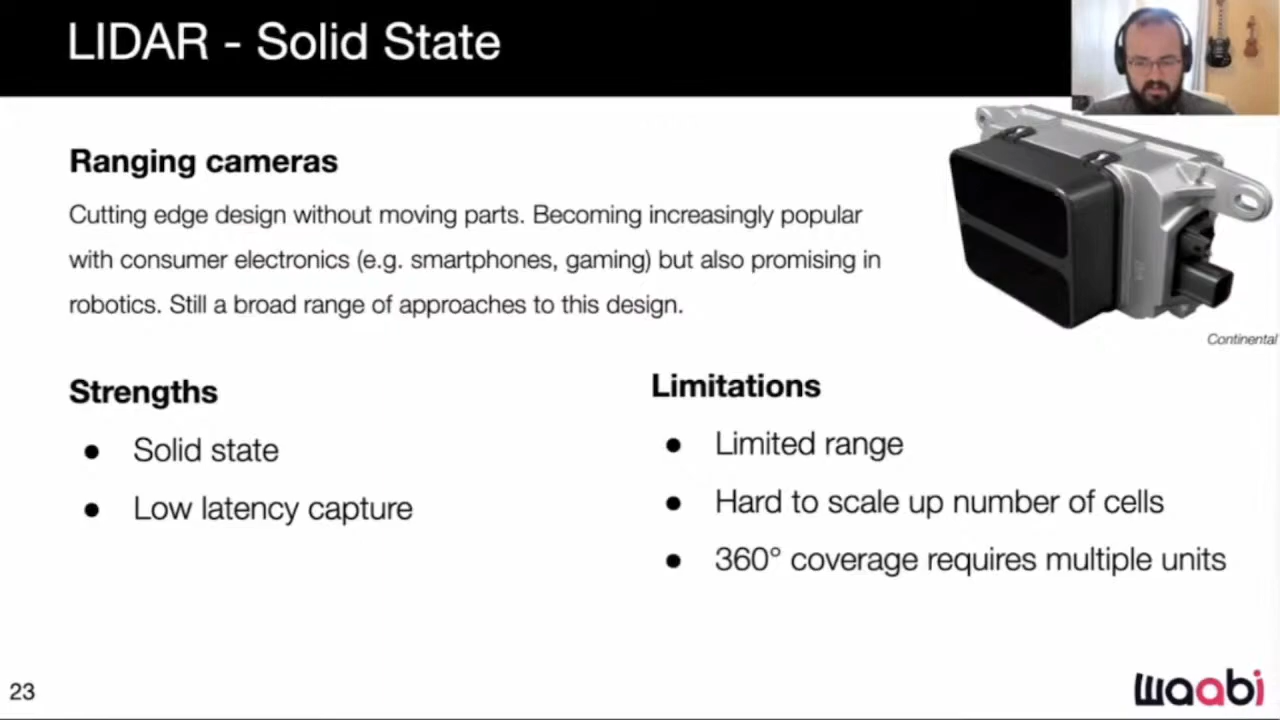 LIDAR - Solid State
Ranging cameras
Cutting edge design without moving parts. Becoming increasingly popular
with consumer electronics (e.g. smartphones, gaming) but also promising in
robotics. Still a broad range of approaches to this design.
Continental
Strengths
● Solid state
● Low latency capture
Limitations
● Limited range
● Hard to scale up number of cells
● 360° coverage requires multiple units
23
waabi